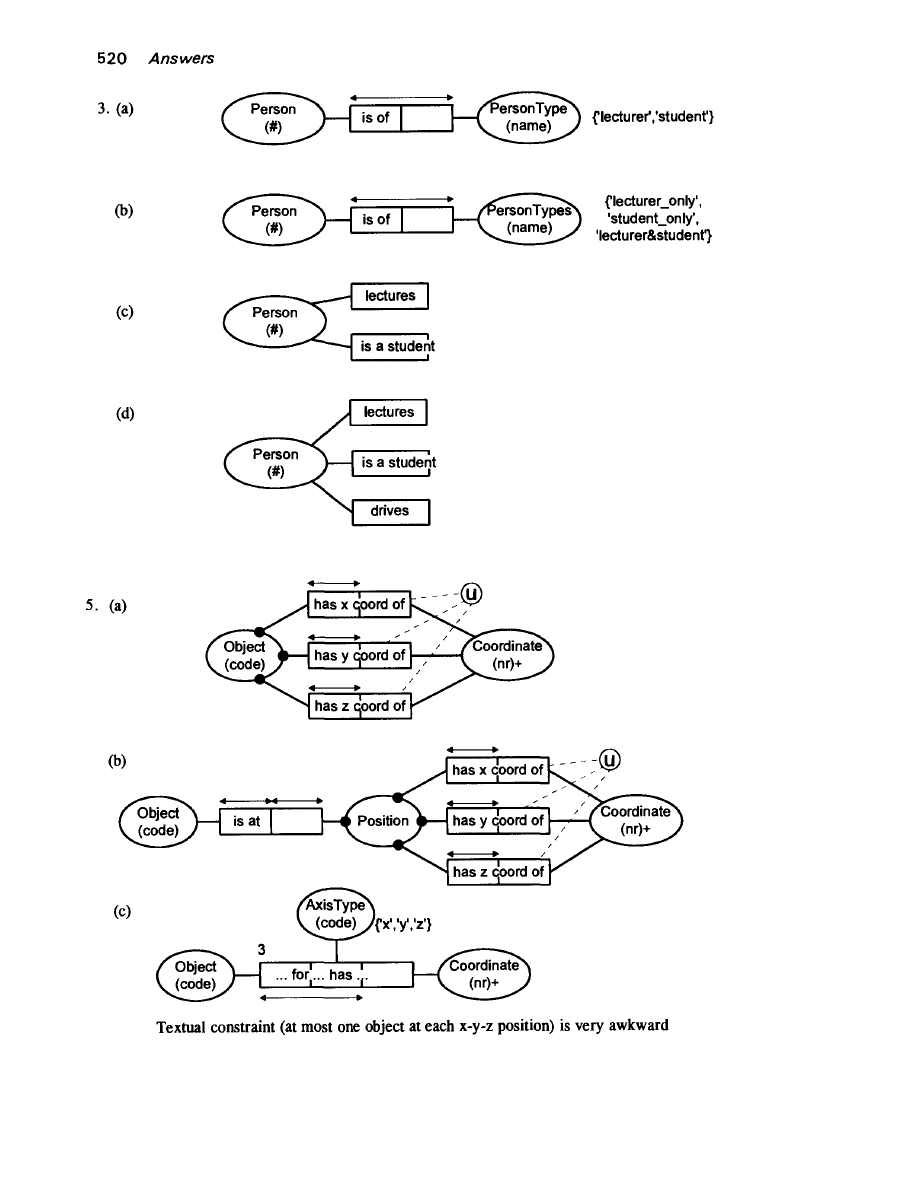 520 Answers
3. (a)
Person
(#)
is of
PersonType
(name)
{'lecturer','student'}
(b)
Person
(#)
is of
PersonTypes
(name)
{'lecturer_only',
'student_only',
'lecturer&student'}
(c)
Person
(#)
lectures
is a student
(d)
Person
(#)
lectures
is a student
drives
5. (a)
Object
(code)
has x coord of
has y coord of
has z coord of
u
Coordinate
(nr)+
(b)
Object
(code)
is at
Position
has x coord of
has y coord of
has z coord of
u
Coordinate
(nr)+
(c)
AxisType
(code)
{'x','y','z'}
3
Object
(code)
... for ... has ...
Coordinate
(nr)+
Textual constraint (at most one object at each x-y-z position) is very awkward